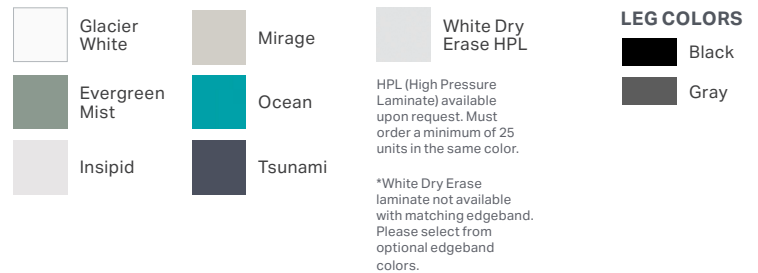 Glacier
White
Evergreen
Mist
Insipid
Mirage
Ocean
Tsunami
White Dry
Erase HPL
HPL (High Pressure
Laminate) available
upon request. Must
order a minimum of 25
units in the same color.
*White Dry Erase
laminate not available
with matching edgeband.
Please select from
optional edgeband
colors.
LEG COLORS
Black
Gray